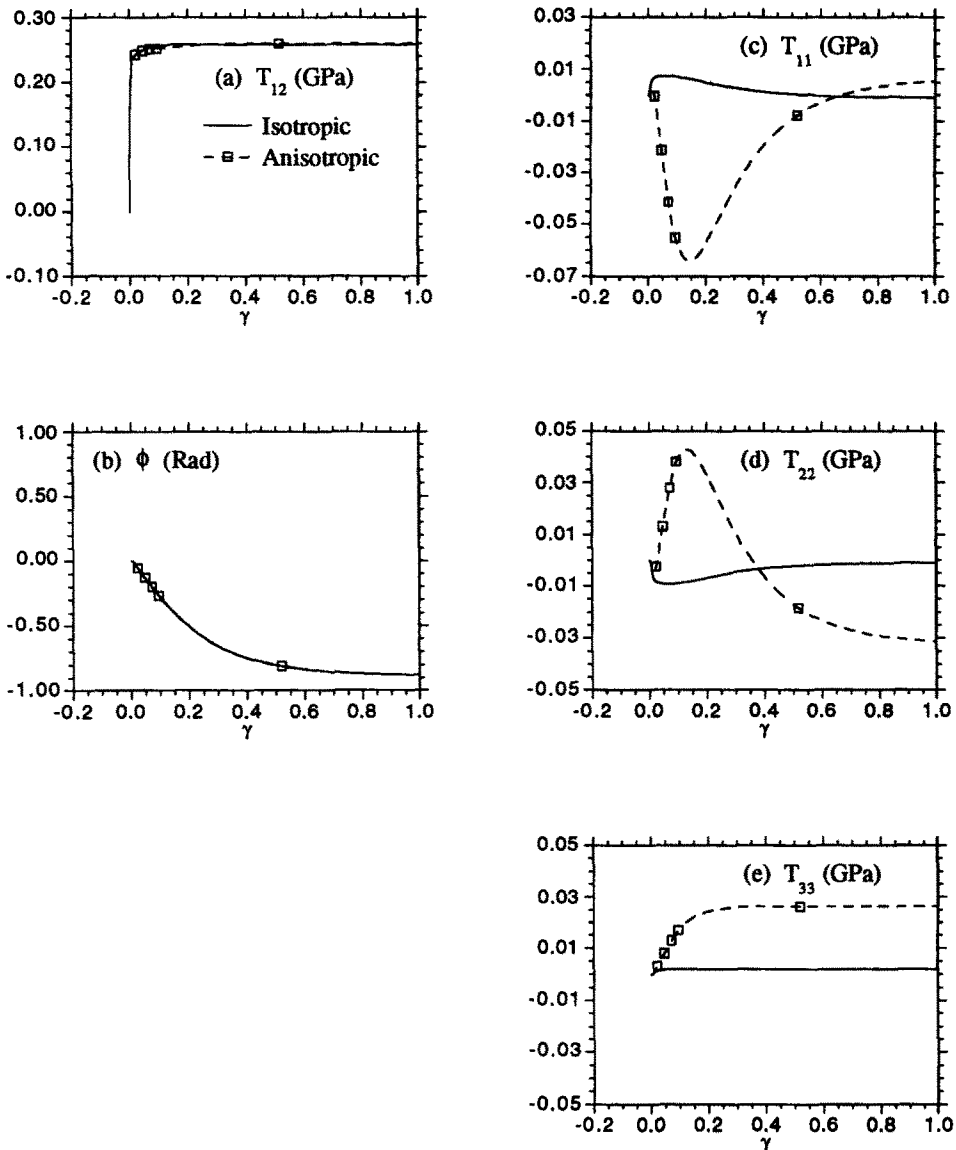 0.30
(a) T12 (GPa)
0.20
Isotropic
Anisotropic
0.10
0.00
-0.10
-0.2 0.0 0.2 0.4 0.6 0.8 1.0
γ
0.03
(c) T11 (GPa)
0.01
-0.01
-0.03
-0.05
-0.07
-0.2 0.0 0.2 0.4 0.6 0.8 1.0
γ
1.00
(b) ϕ (Rad)
0.50
0.00
-0.50
-1.00
-0.2 0.0 0.2 0.4 0.6 0.8 1.0
γ
0.05
(d) T22 (GPa)
0.03
0.01
-0.01
-0.03
-0.05
-0.2 0.0 0.2 0.4 0.6 0.8 1.0
γ
0.05
(e) T33 (GPa)
0.03
0.01
-0.01
-0.03
-0.05
-0.2 0.0 0.2 0.4 0.6 0.8 1.0
γ